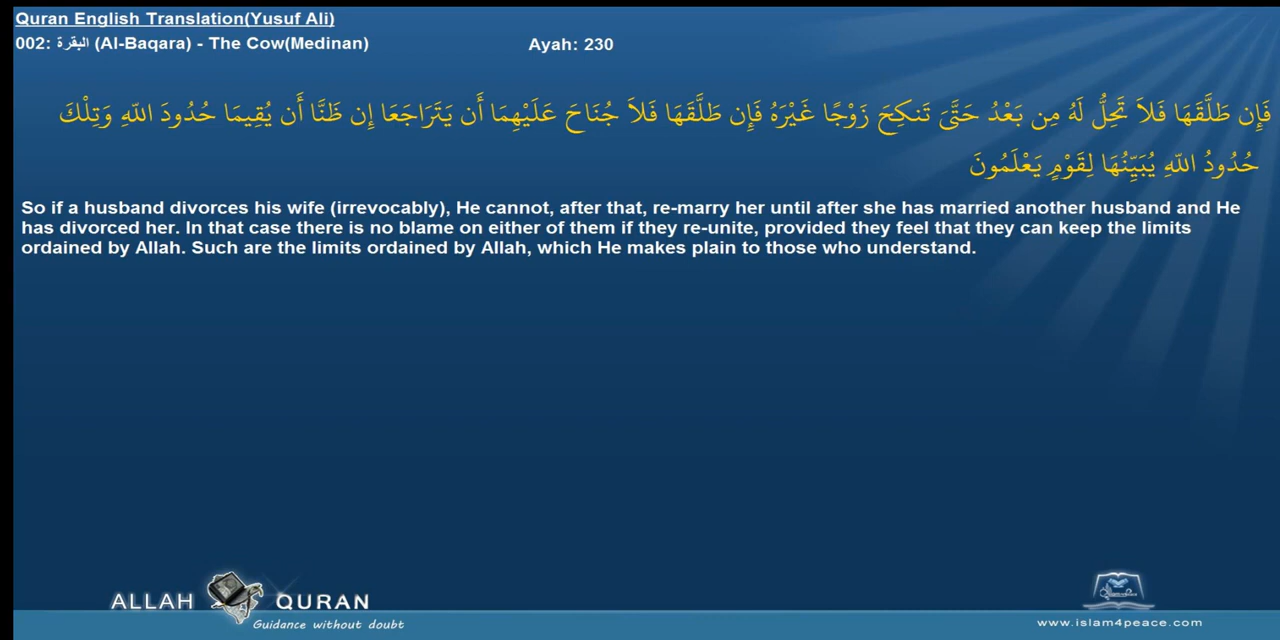 Quran English Translation(Yusuf Ali)
002: البقرة (Al-Baqara) - The Cow(Medinan)
Ayah: 230
فَإِن طَلَّقَهَا فَلاَ تَحِلُّ لَهُ مِن بَعْدُ حَتَّىَ تَنكِحَ زَوْجًا غَيْرَهُ فَإِن طَلَّقَهَا فَلاَ جُنَاحَ عَلَيْهِمَا أَن يَتَرَاجَعَا إِن ظَنَّا أَن يُقِيمَا حُدُودَ اللّهِ وَتِلْكَ
حُدُودُ اللّهِ يُبَيِّنُهَا لِقَوْمٍ يَعْلَمُونَ
So if a husband divorces his wife (irrevocably), He cannot, after that, re-marry her until after she has married another husband and He
has divorced her. In that case there is no blame on either of them if they re-unite, provided they feel that they can keep the limits
ordained by Allah. Such are the limits ordained by Allah, which He makes plain to those who understand.
ALLAH QURAN
Guidance without doubt
www.islam4peace.com